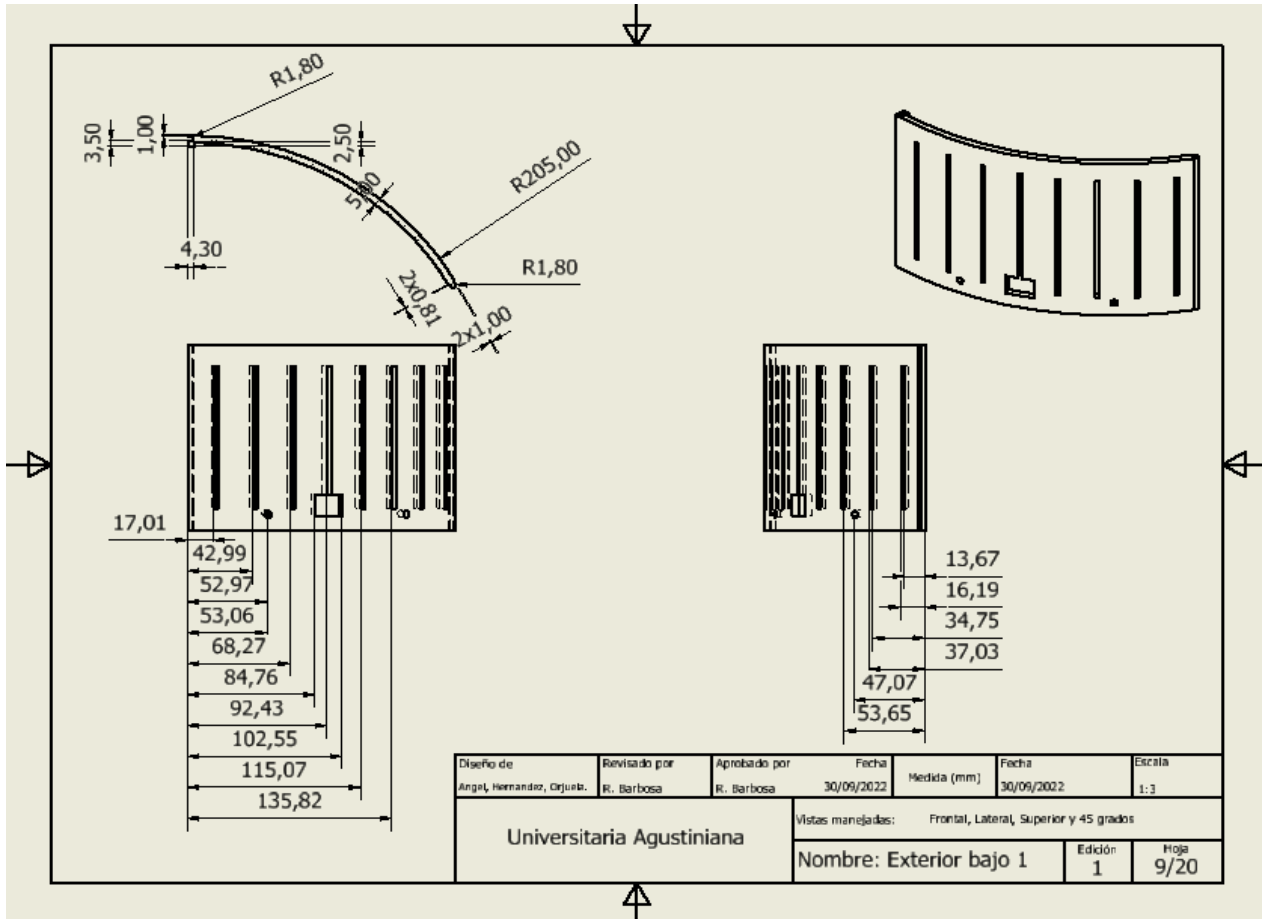 R1,80
3,50
1,00
2,50
5,00
R205,00
4,30
R1,80
2x0,81
2x1,00
17,01
42,99
52,97
53,06
68,27
84,76
92,43
102,55
115,07
135,82
13,67
16,19
34,75
37,03
47,07
53,65
Diseño de Revisado por Aprobado por Fecha Medida (mm) Fecha Escala
Angel, Hernandez, Orjuela. R. Barbosa R. Barbosa 30/09/2022 30/09/2022 1:3
Universitaria Agustiniana
Vistas manejadas: Frontal, Lateral, Superior y 45 grados
Nombre: Exterior bajo 1
Edición
1
Hoja
9/20